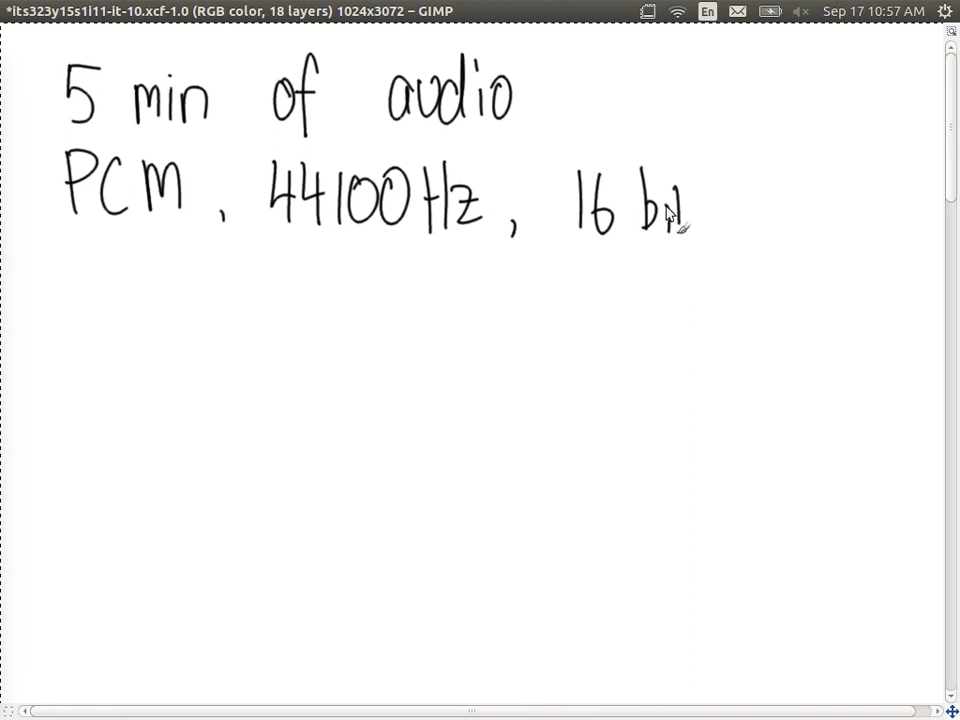 *its323y15s1i11-it-10.xcf-1.0 (RGB color, 18 layers) 1024x3072 – GIMP En Sep 17 10:57 AM
5 min of audio
PCM, 44100Hz, 16